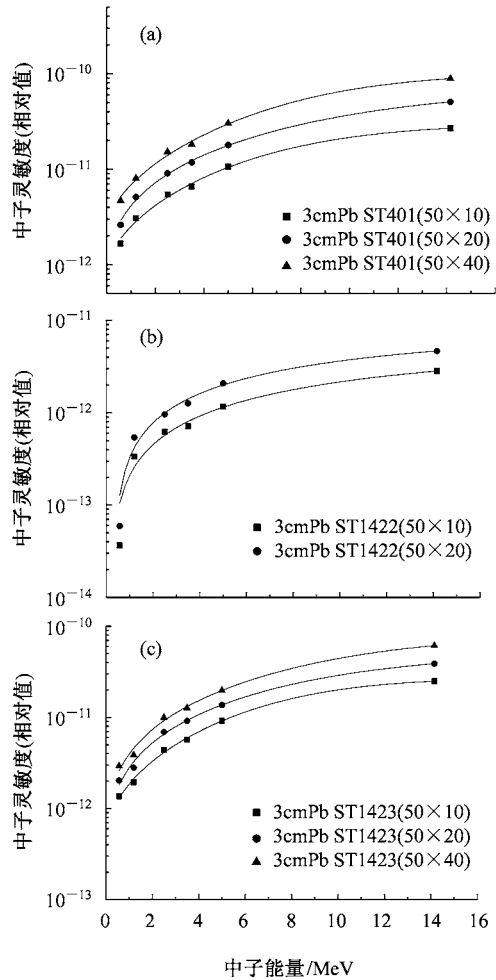 (a)
10⁻¹⁰
10⁻¹¹
10⁻¹²
中子灵敏度(相对值)
3cmPb ST401(50×10)
3cmPb ST401(50×20)
3cmPb ST401(50×40)
(b)
10⁻¹¹
10⁻¹²
10⁻¹³
10⁻¹⁴
中子灵敏度(相对值)
3cmPb ST1422(50×10)
3cmPb ST1422(50×20)
(c)
10⁻¹⁰
10⁻¹¹
10⁻¹²
10⁻¹³
中子灵敏度(相对值)
3cmPb ST1423(50×10)
3cmPb ST1423(50×20)
3cmPb ST1423(50×40)
0 2 4 6 8 10 12 14 16
中子能量/MeV